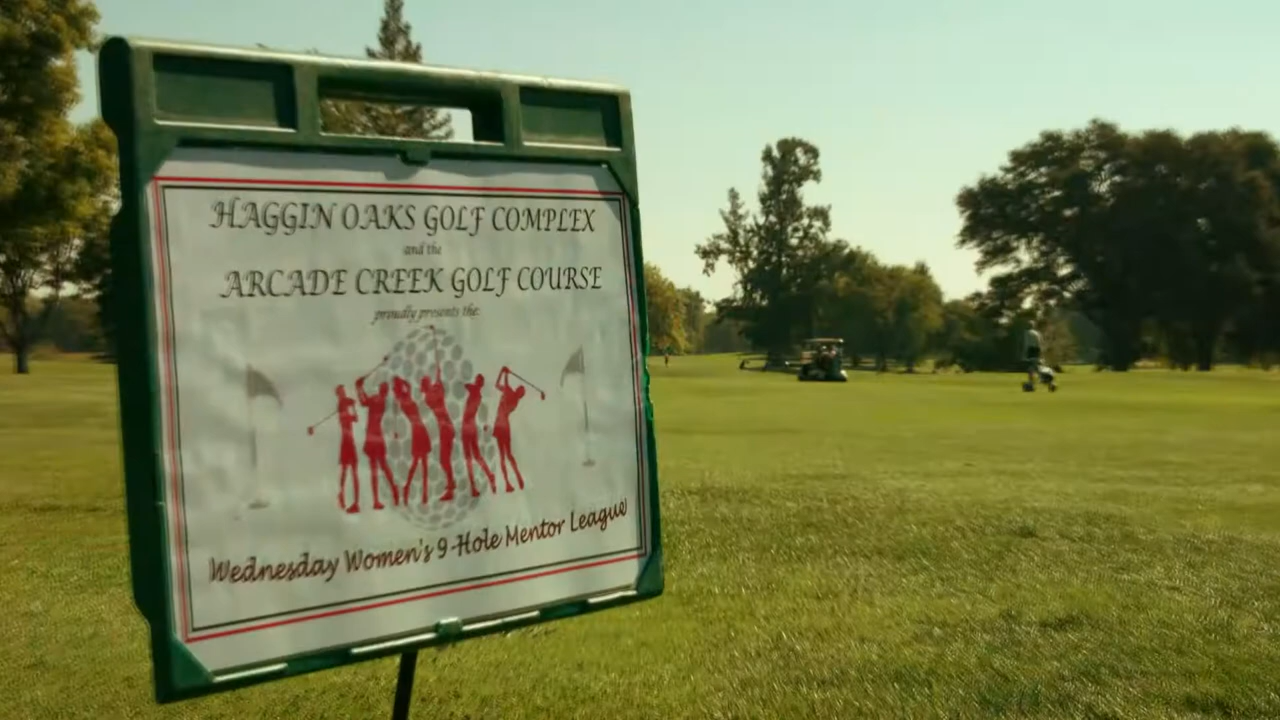 HAGGIN OAKS GOLF COMPLEX
and the
ARCADE CREEK GOLF COURSE
proudly presents the:
Wednesday Women's 9-Hole Mentor League